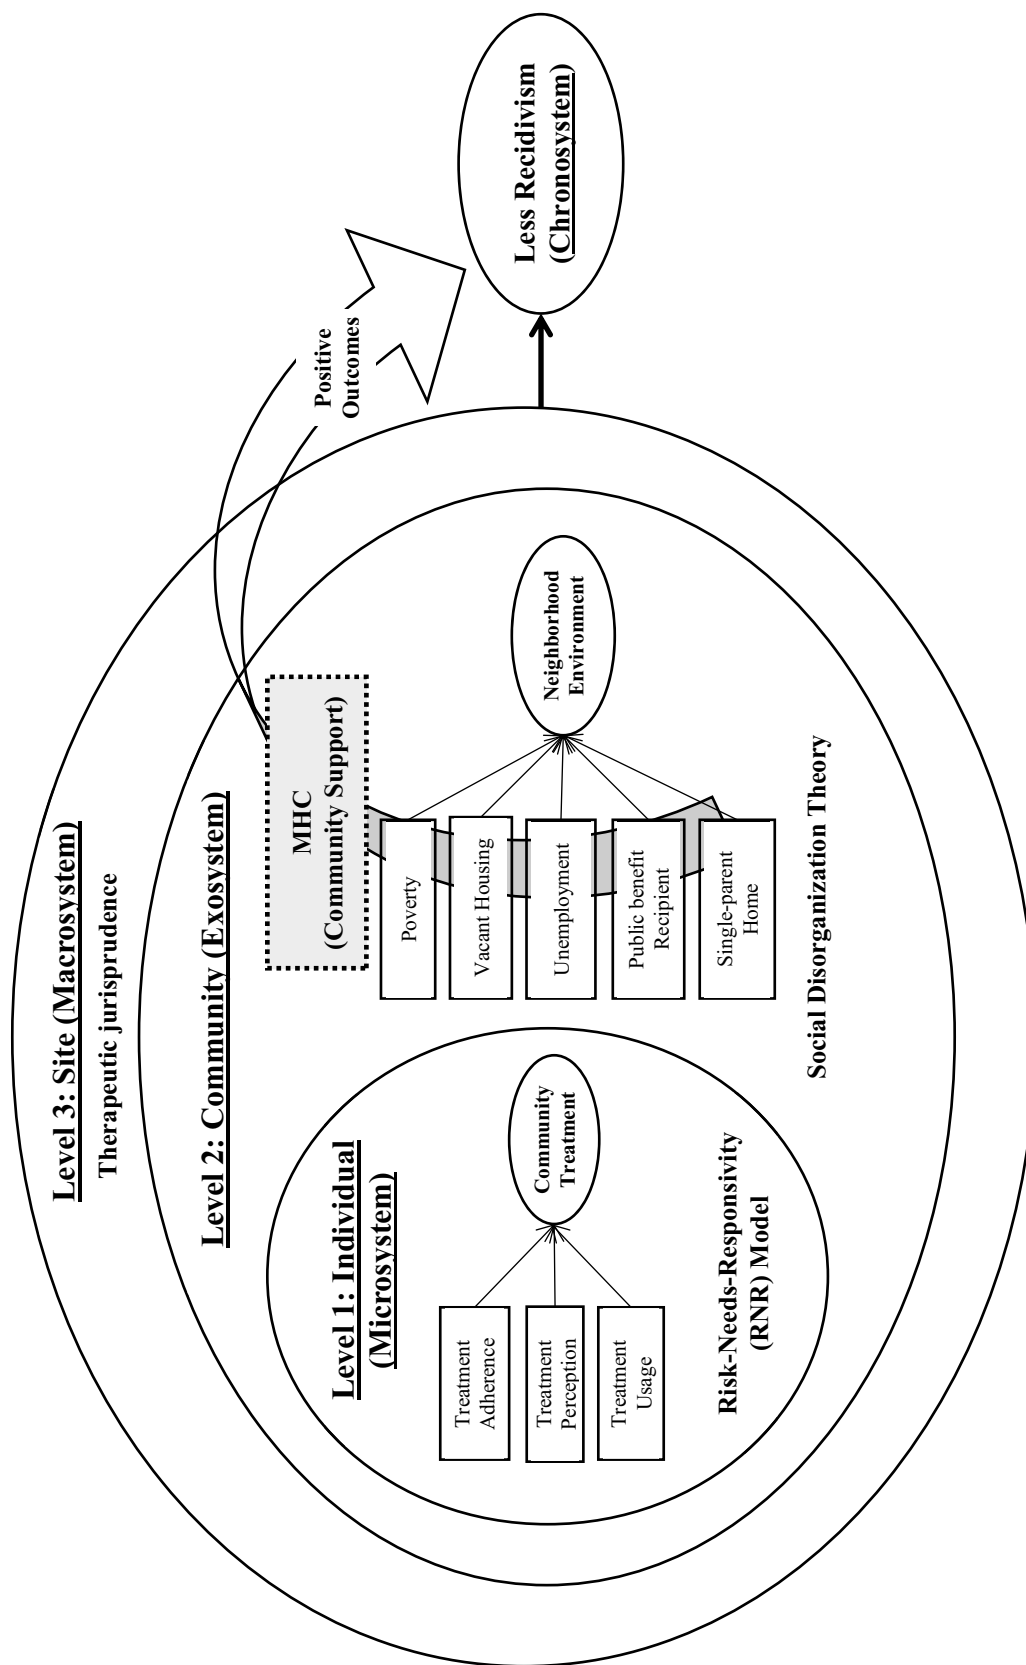 Level 3: Site (Macrosystem)
Therapeutic jurisprudence
Level 2: Community (Exosystem)
Level 1: Individual
(Microsystem)
Treatment
Adherence
Treatment
Perception
Treatment
Usage
Community
Treatment
Risk-Needs-Responsivity
(RNR) Model
MHC
(Community Support)
Poverty
Vacant Housing
Unemployment
Public benefit
Recipient
Single-parent
Home
Neighborhood
Environment
Social Disorganization Theory
Positive
Outcomes
Less Recidivism
(Chronosystem)